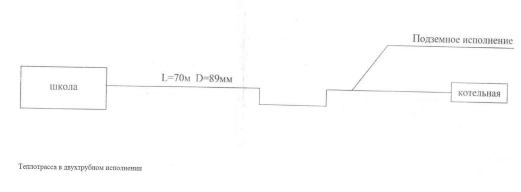 Подземное исполнение
L=70м D=89мм
школа
котельная
Теплотрасса в двухтрубном исполнении